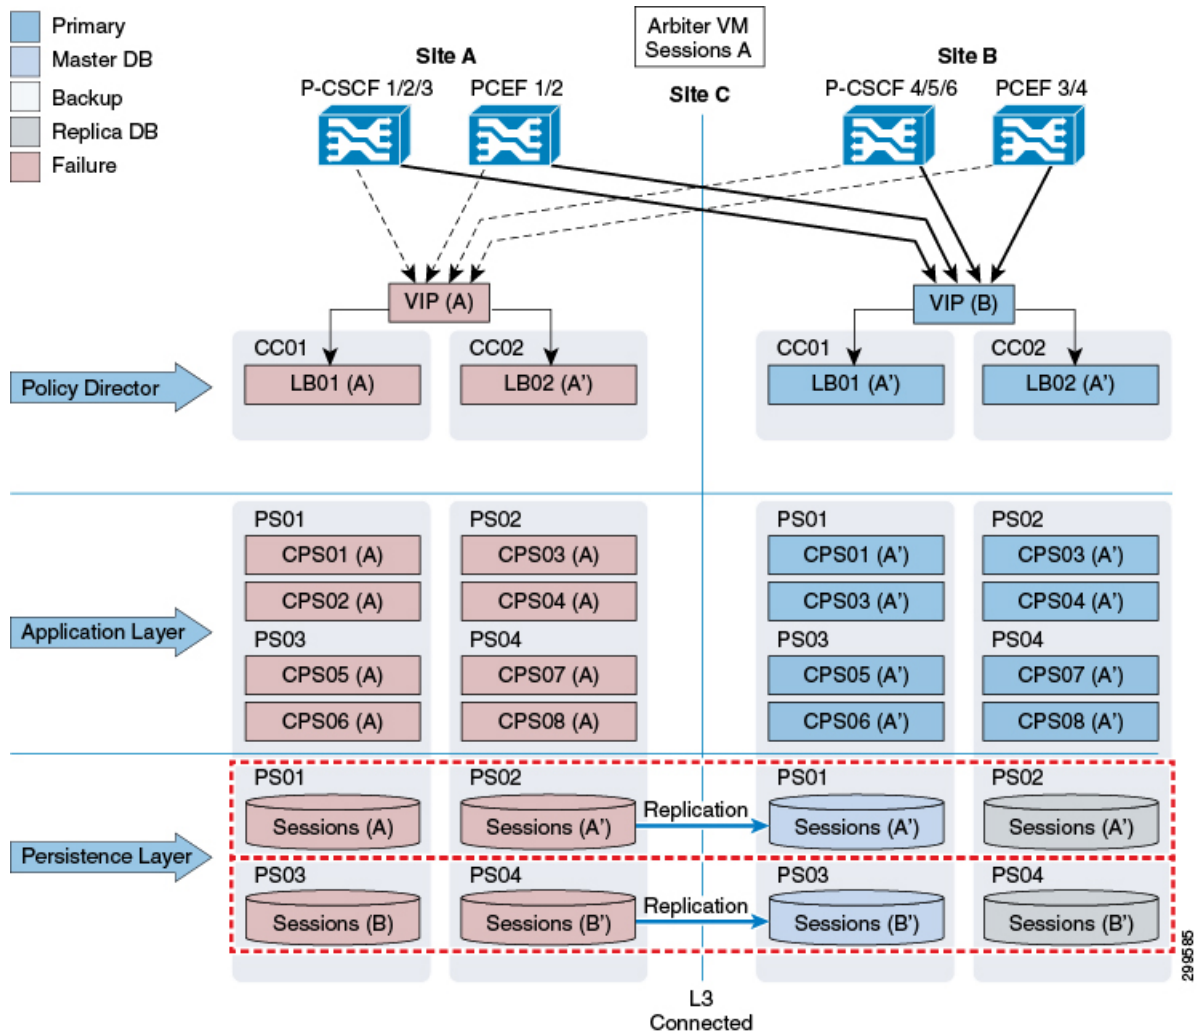 Primary
Master DB
Backup
Replica DB
Failure
Arbiter VM
Sessions A
Site A
Site C
Site B
P-CSCF 1/2/3
PCEF 1/2
P-CSCF 4/5/6
PCEF 3/4
VIP (A)
VIP (B)
Policy Director
CC01
LB01 (A)
CC02
LB02 (A')
CC01
LB01 (A')
CC02
LB02 (A')
Application Layer
PS01
CPS01 (A)
CPS02 (A)
PS02
CPS03 (A)
CPS04 (A)
PS01
CPS01 (A')
CPS03 (A')
PS02
CPS03 (A')
CPS04 (A')
PS03
CPS05 (A)
CPS06 (A)
PS04
CPS07 (A)
CPS08 (A)
PS03
CPS05 (A')
CPS06 (A')
PS04
CPS07 (A')
CPS08 (A')
Persistence Layer
PS01
Sessions (A)
PS02
Sessions (A')
Replication
PS01
Sessions (A')
PS02
Sessions (A')
PS03
Sessions (B)
PS04
Sessions (B')
Replication
PS03
Sessions (B')
PS04
Sessions (B')
L3
Connected
299585